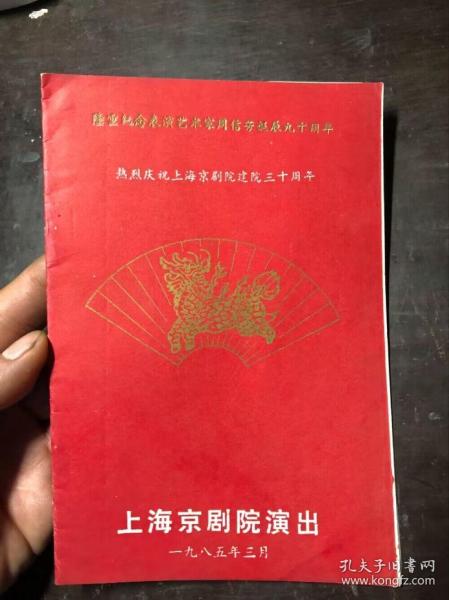 隆重纪念表演艺术家周信芳诞辰九十周年
热烈庆祝上海京剧院建院三十周年
上海京剧院演出
一九八五年三月
孔夫子旧书网
www.kongfz.com